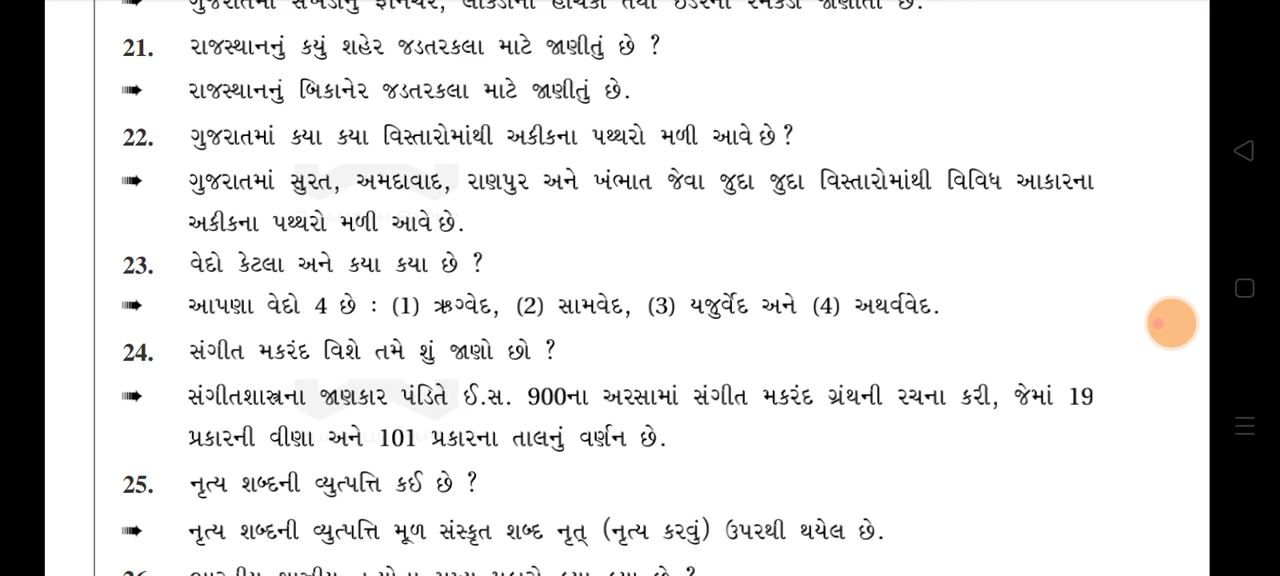 21. રાજસ્થાનનું કયું શહેર જડતરકલા માટે જાણીતું છે ?
➠ રાજસ્થાનનું બિકાનેર જડતરકલા માટે જાણીતું છે.
22. ગુજરાતમાં કયા કયા વિસ્તારોમાંથી અકીકના પથ્થરો મળી આવે છે ?
➠ ગુજરાતમાં સુરત, અમદાવાદ, રાણપુર અને ખંભાત જેવા જુદા જુદા વિસ્તારોમાંથી વિવિધ આકારના
અકીકના પથ્થરો મળી આવે છે.
23. વેદો કેટલા અને કયા કયા છે ?
➠ આપણા વેદો 4 છે : (1) ઋગ્વેદ, (2) સામવેદ, (3) યજુર્વેદ અને (4) અથર્વવેદ.
24. સંગીત મકરંદ વિશે તમે શું જાણો છો ?
➠ સંગીતશાસ્ત્રના જાણકાર પંડિતે ઈ.સ. 900ના અરસામાં સંગીત મકરંદ ગ્રંથની રચના કરી, જેમાં 19
પ્રકારની વીણા અને 101 પ્રકારના તાલનું વર્ણન છે.
25. નૃત્ય શબ્દની વ્યુત્પત્તિ કઈ છે ?
➠ નૃત્ય શબ્દની વ્યુત્પત્તિ મૂળ સંસ્કૃત શબ્દ નૃત્ (નૃત્ય કરવું) ઉપરથી થયેલ છે.